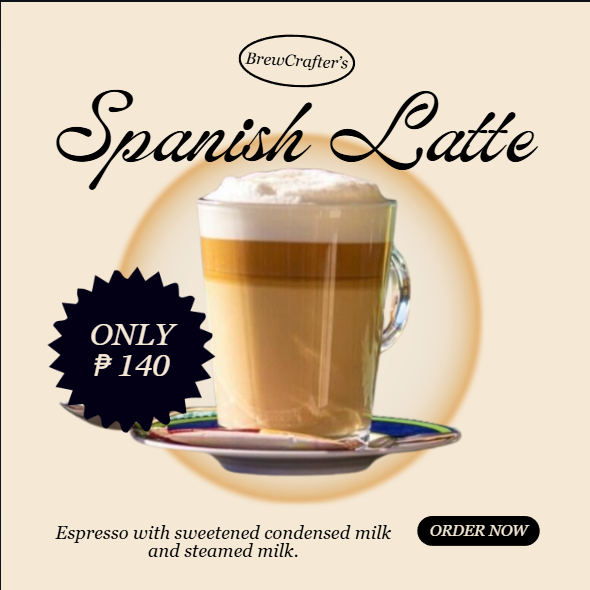 BrewCrafter's
Spanish Latte
ONLY
₱ 140
Espresso with sweetened condensed milk
and steamed milk.
ORDER NOW